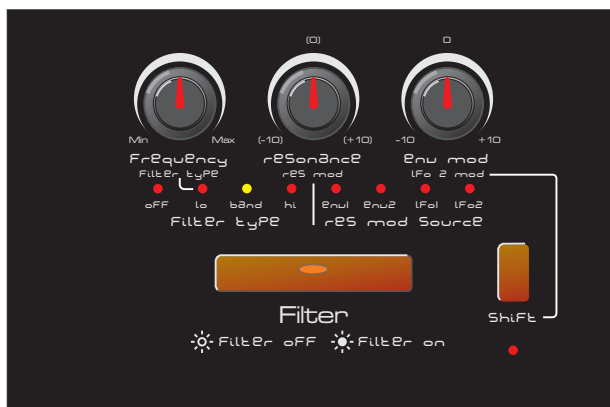 (0) 0
Min Max (-10) (+10) -10 +10
Frequency resonance env mod
Filter type res mod lFo 2 mod
oFF lo band hi env1 env2 lFo1 lFo2
Filter type res mod Source
Filter
Shift
Filter oFF Filter on